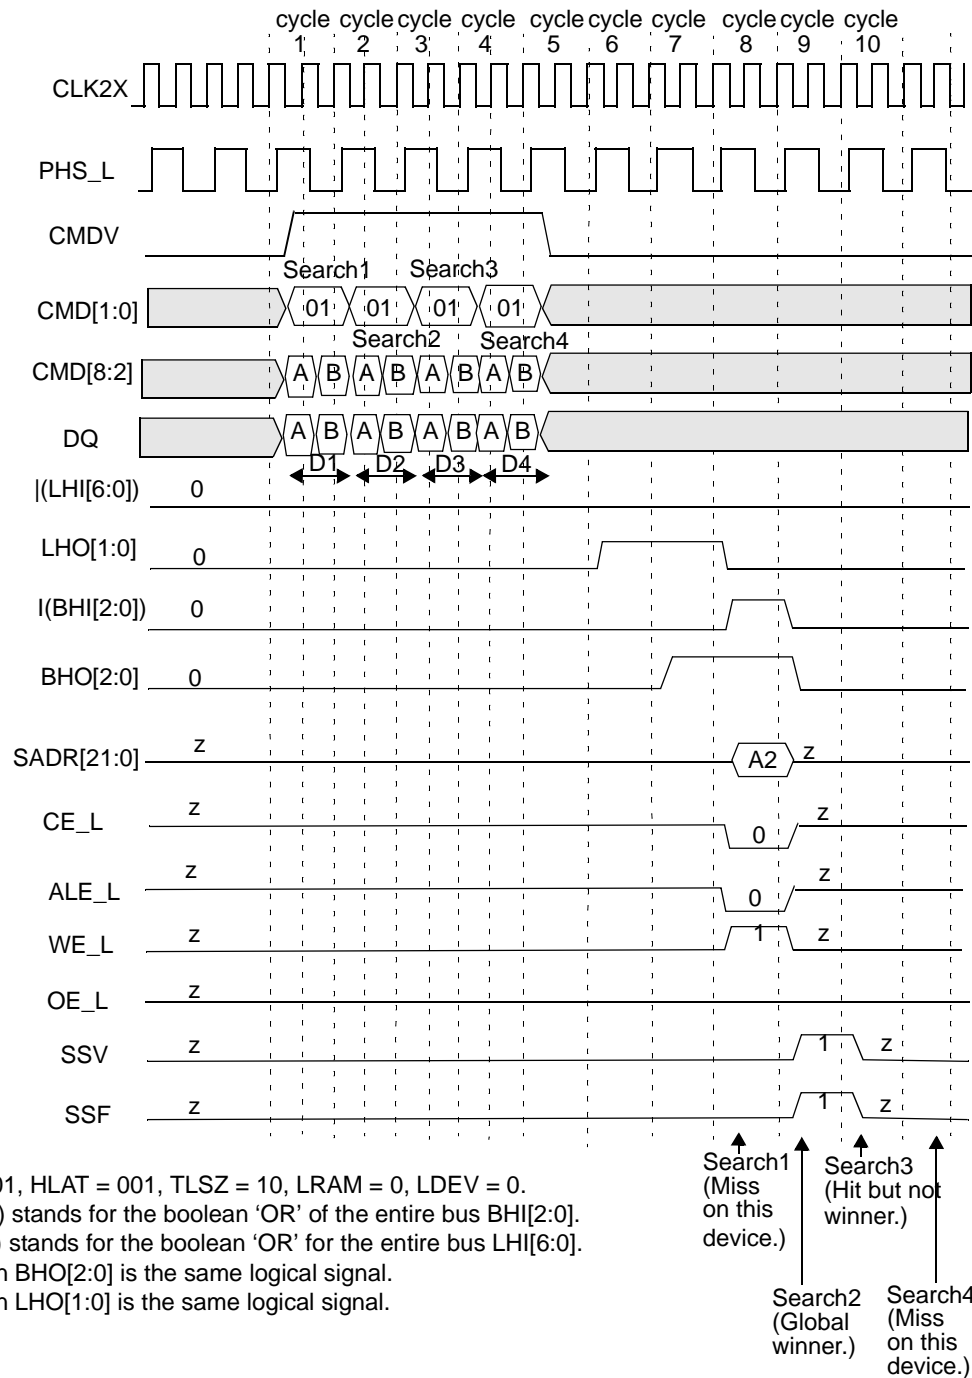 cycle cycle cycle cycle cycle cycle cycle cycle cycle cycle
1 2 3 4 5 6 7 8 9 10
CLK2X
PHS_L
CMDV
Search1 Search3
CMD[1:0] 01 01 01 01
Search2 Search4
CMD[8:2] A B A B A B A B
DQ A B A B A B A B
D1 D2 D3 D4
|(LHI[6:0]) 0
LHO[1:0] 0
I(BHI[2:0]) 0
BHO[2:0] 0
SADR[21:0] z A2 z
CE_L z 0 z
ALE_L z 0 z
WE_L z 1 z
OE_L z
SSV z 1 z
SSF z 1 z
Search1
(Miss
on this
device.)
Search3
(Hit but not
winner.)
01, HLAT = 001, TLSZ = 10, LRAM = 0, LDEV = 0.
) stands for the boolean ‘OR’ of the entire bus BHI[2:0].
) stands for the boolean ‘OR’ for the entire bus LHI[6:0].
n BHO[2:0] is the same logical signal.
n LHO[1:0] is the same logical signal.
Search2
(Global
winner.)
Search4
(Miss
on this
device.)